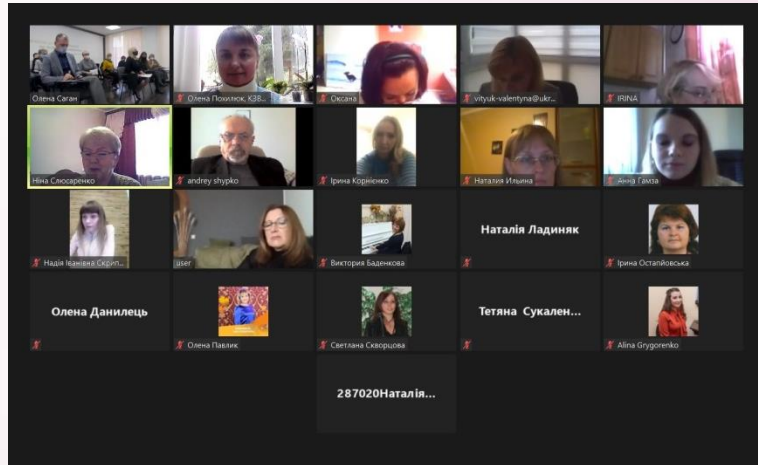 Олена Саган
Олена Похилюк, КЗВ...
Оксана
vityuk-valentyna@ukr...
IRINA
Ніна Слюсаренко
andrey shypko
Ірина Корнієнко
Наталия Ильина
Анна Гамза
Надія Іванівна Скрип...
user
Виктория Баденкова
Наталія Ладиняк
Ірина Остапйовська
Олена Данилець
Олена Павлик
Светлана Скворцова
Тетяна Сукален...
Alina Grygorenko
287020Наталія...